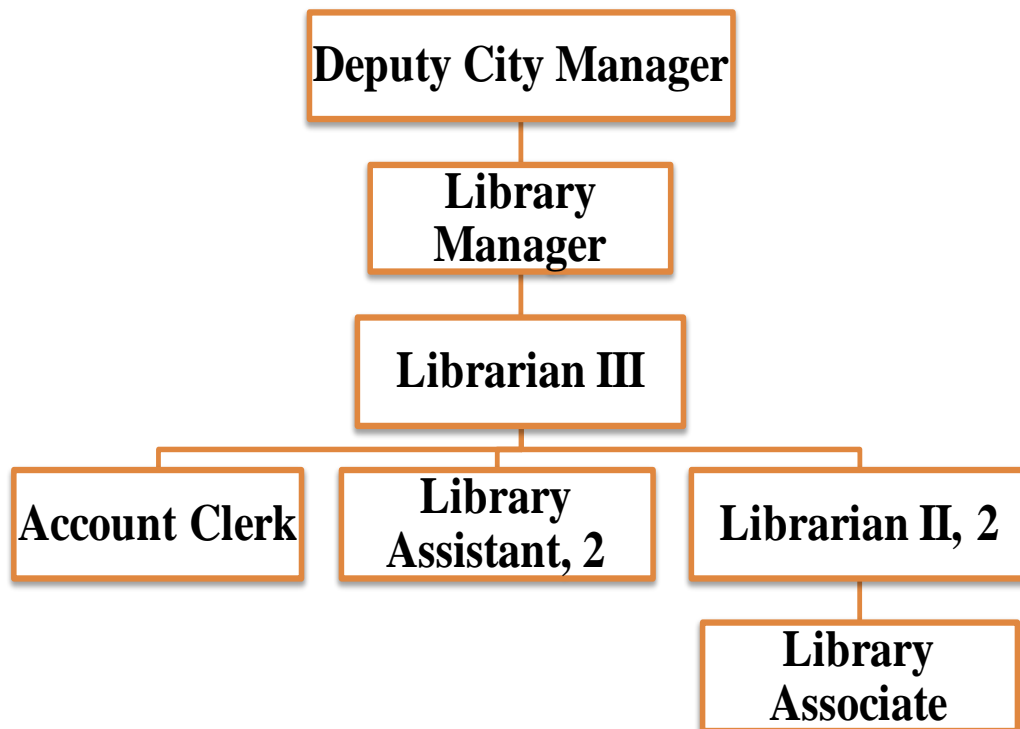 Deputy City Manager
Library
Manager
Librarian III
Account Clerk
Library
Assistant, 2
Librarian II, 2
Library
Associate